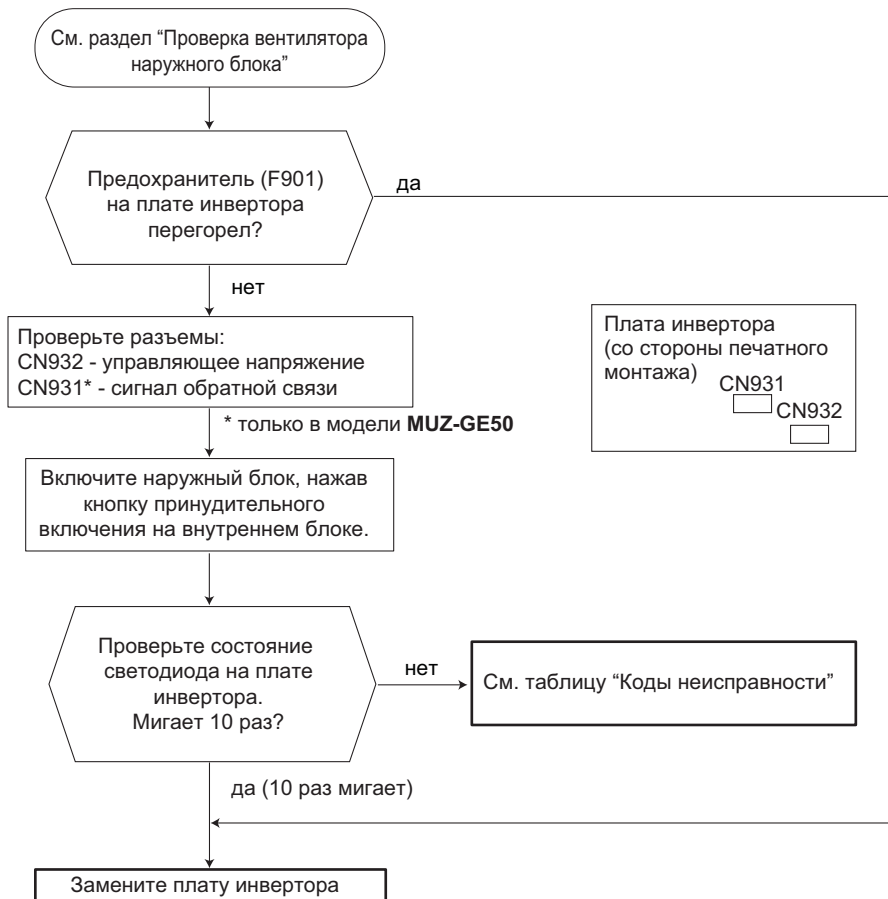 См. раздел “Проверка вентилятора
наружного блока”
Предохранитель (F901)
на плате инвертора
перегорел?
да
нет
Проверьте разъемы:
CN932 - управляющее напряжение
CN931* - сигнал обратной связи
* только в модели MUZ-GE50
Плата инвертора
(со стороны печатного
монтажа)
CN931
CN932
Включите наружный блок, нажав
кнопку принудительного
включения на внутреннем блоке.
Проверьте состояние
светодиода на плате
инвертора.
Мигает 10 раз?
нет
См. таблицу “Коды неисправности”
да (10 раз мигает)
Замените плату инвертора